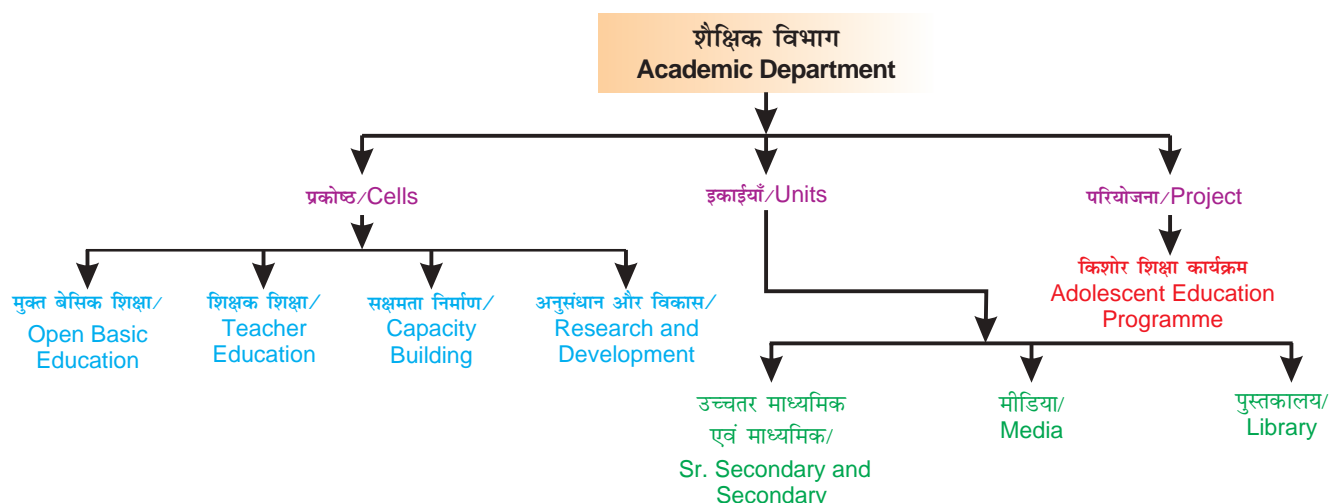 शैक्षिक विभाग
Academic Department
प्रकोष्ठ/Cells
इकाईयाँ/Units
परियोजना/Project
मुक्त बेसिक शिक्षा/
Open Basic
Education
शिक्षक शिक्षा/
Teacher
Education
सक्षमता निर्माण/
Capacity
Building
अनुसंधान और विकास/
Research and
Development
किशोर शिक्षा कार्यक्रम
Adolescent Education
Programme
उच्चतर माध्यमिक
एवं माध्यमिक/
Sr. Secondary and
Secondary
मीडिया/
Media
पुस्तकालय/
Library